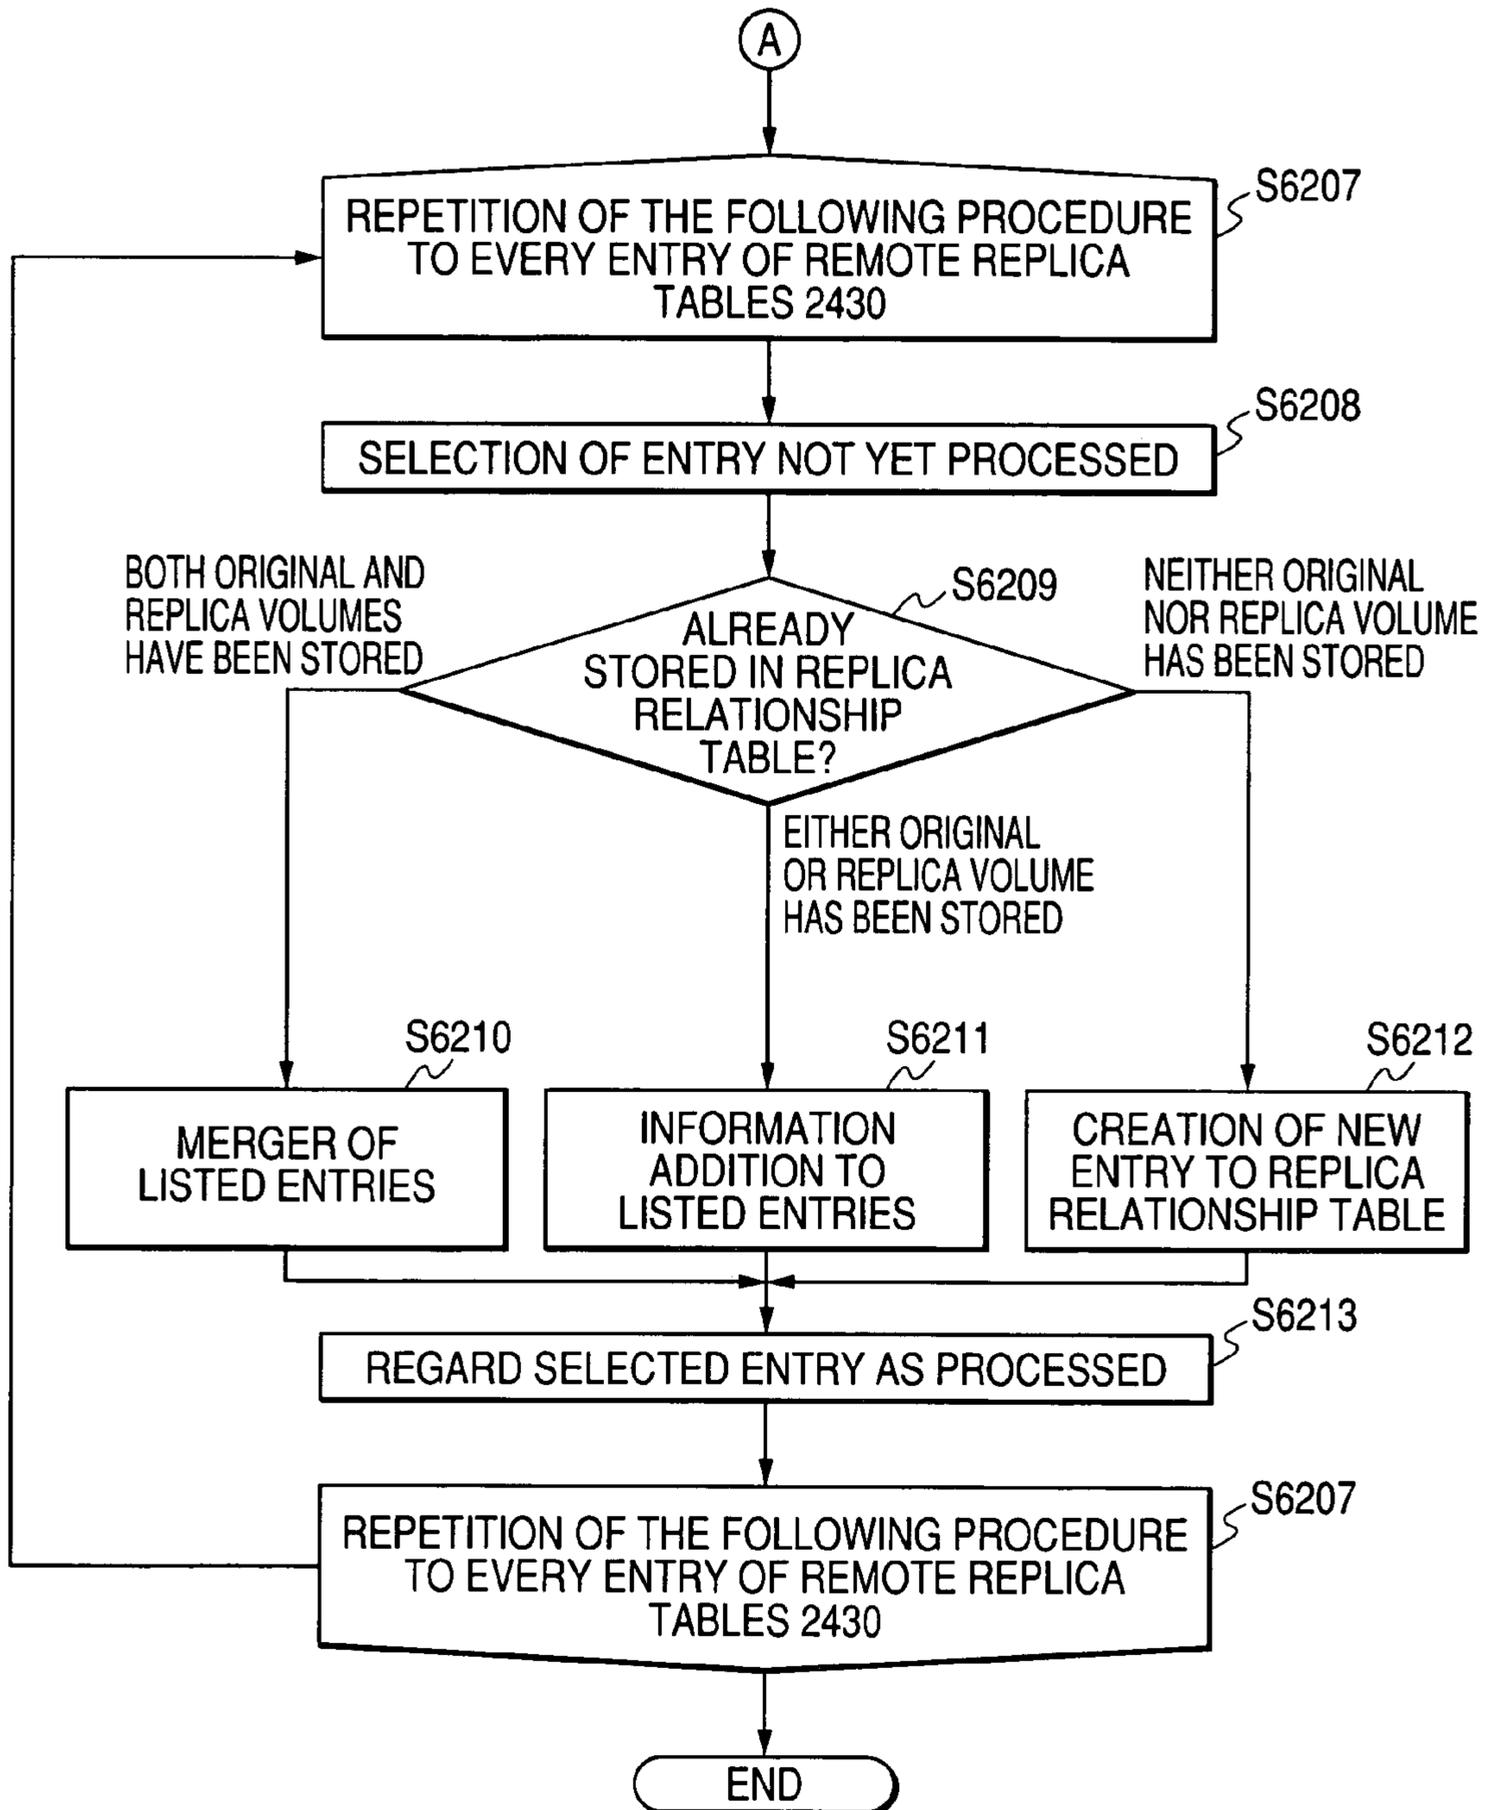 A
REPETITION OF THE FOLLOWING PROCEDURE
TO EVERY ENTRY OF REMOTE REPLICA
TABLES 2430
S6207
SELECTION OF ENTRY NOT YET PROCESSED
S6208
BOTH ORIGINAL AND
REPLICA VOLUMES
HAVE BEEN STORED
ALREADY
STORED IN REPLICA
RELATIONSHIP
TABLE?
S6209
NEITHER ORIGINAL
NOR REPLICA VOLUME
HAS BEEN STORED
EITHER ORIGINAL
OR REPLICA VOLUME
HAS BEEN STORED
S6210
MERGER OF
LISTED ENTRIES
S6211
INFORMATION
ADDITION TO
LISTED ENTRIES
S6212
CREATION OF NEW
ENTRY TO REPLICA
RELATIONSHIP TABLE
S6213
REGARD SELECTED ENTRY AS PROCESSED
S6207
REPETITION OF THE FOLLOWING PROCEDURE
TO EVERY ENTRY OF REMOTE REPLICA
TABLES 2430
END